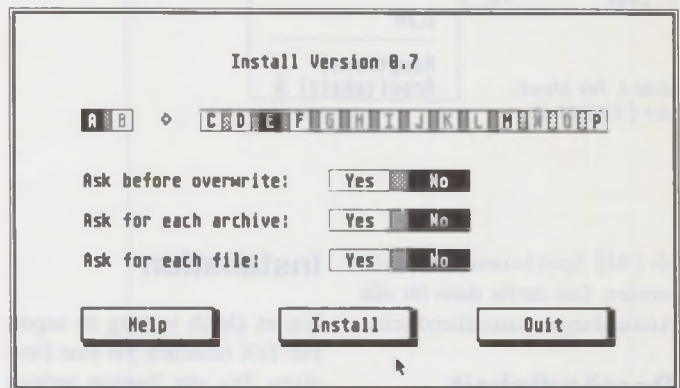 Install Version 0.7
A B ◇ C D E F G H I J K L M N O P
Ask before overwrite: Yes No
Ask for each archive: Yes No
Ask for each file: Yes No
Help Install Quit